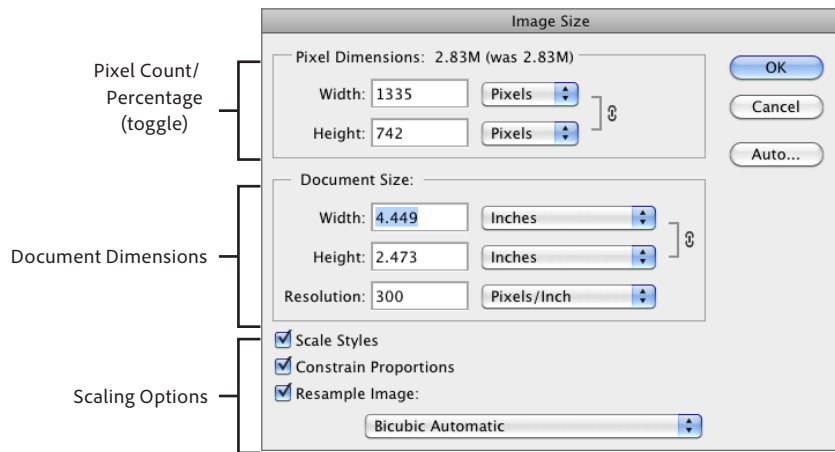 Image Size
Pixel Count/
Percentage
(toggle)
Pixel Dimensions: 2.83M (was 2.83M)
Width: 1335 Pixels
Height: 742 Pixels
OK
Cancel
Auto...
Document Dimensions
Document Size:
Width: 4.449 Inches
Height: 2.473 Inches
Resolution: 300 Pixels/Inch
Scaling Options
Scale Styles
Constrain Proportions
Resample Image:
Bicubic Automatic